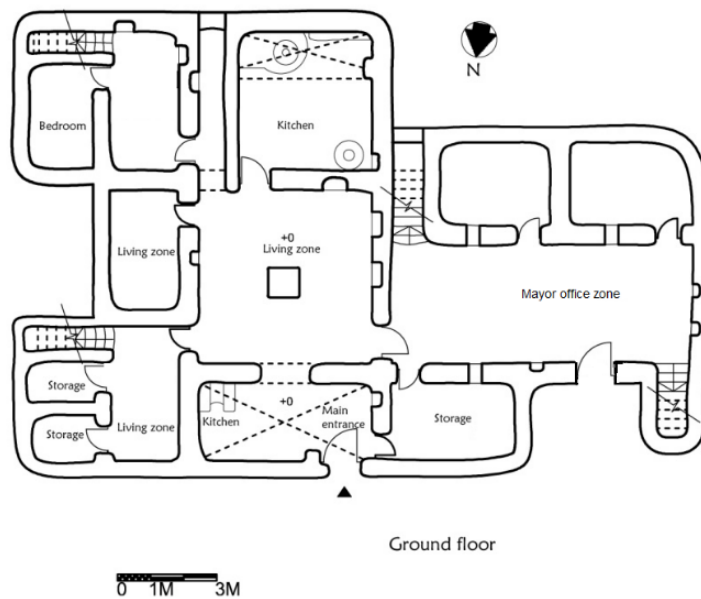 N
Bedroom
Kitchen
+0
Living zone
Living zone
Mayor office zone
Storage
Storage
Living zone
Kitchen
+0
Main
entrance
Storage
Ground floor
0 1M 3M